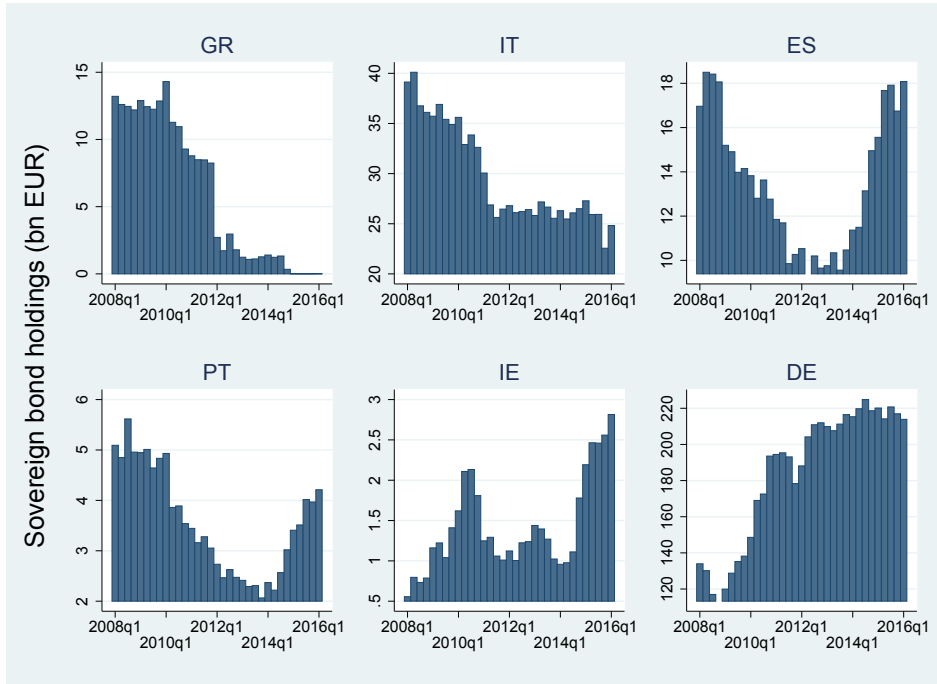 Sovereign bond holdings (bn EUR)
GR
15
10
5
0
2008q1
2010q1
2012q1
2014q1
2016q1
IT
40
35
30
25
20
2008q1
2010q1
2012q1
2014q1
2016q1
ES
18
16
14
12
10
2008q1
2010q1
2012q1
2014q1
2016q1
PT
6
5
4
3
2
2008q1
2010q1
2012q1
2014q1
2016q1
IE
3
2.5
2
1.5
1
.5
2008q1
2010q1
2012q1
2014q1
2016q1
DE
220
200
180
160
140
120
2008q1
2010q1
2012q1
2014q1
2016q1